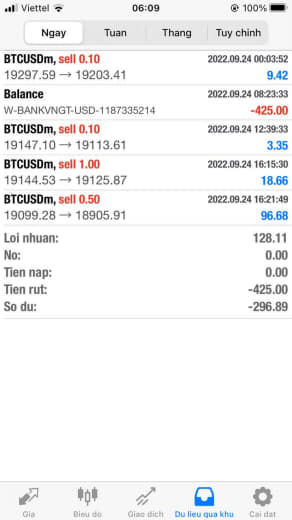 Viettel 06:09 100%
Ngay Tuan Thang Tuy chinh
BTCUSDm, sell 0.10 2022.09.24 00:03:52
19297.59 → 19203.41 9.42
Balance 2022.09.24 08:23:33
W-BANKVNGT-USD-1187335214 -425.00
BTCUSDm, sell 0.10 2022.09.24 12:39:33
19147.10 → 19113.61 3.35
BTCUSDm, sell 1.00 2022.09.24 16:15:30
19144.53 → 19125.87 18.66
BTCUSDm, sell 0.50 2022.09.24 16:21:49
19099.28 → 18905.91 96.68
Loi nhuan: 128.11
No: 0.00
Tien nap: 0.00
Tien rut: -425.00
So du: -296.89
Gia Bieu do Giao dich Du lieu qua khu Cai dat